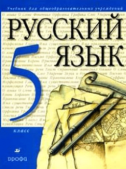 Учебник для общеобразовательных учреждений
РУССКИЙ
ЯЗЫК
5
КЛАСС
ДРОФА